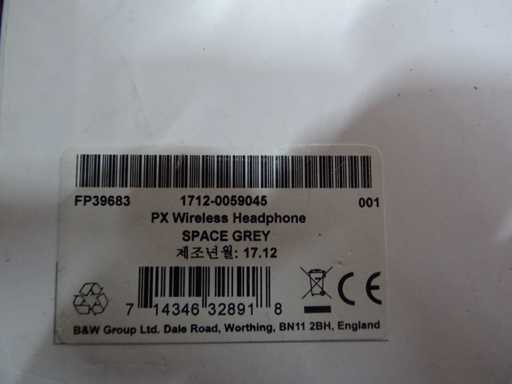 FP39683 1712-0059045 001
PX Wireless Headphone
SPACE GREY
제조년월: 17.12
7 14346 32891 8
CE
B&W Group Ltd. Dale Road, Worthing, BN11 2BH, England